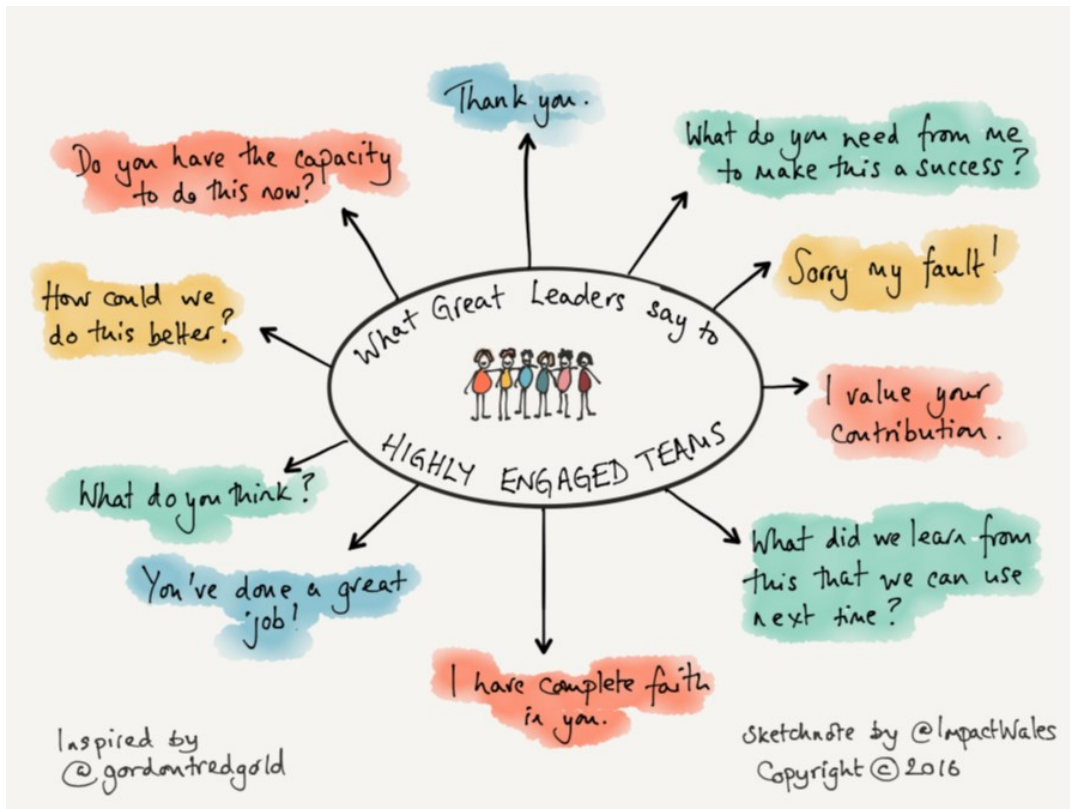 Thank you.
What do you need from me
to make this a success?
Sorry my fault!
I value your
contribution.
What did we learn from
this that we can use
next time?
I have complete faith
in you.
You've done a great
job!
What do you think?
How could we
do this better?
Do you have the capacity
to do this now?
What Great Leaders say to
HIGHLY ENGAGED TEAMS
Inspired by
@gordontredgold
Sketchnote by @ImpactWales
Copyright © 2016